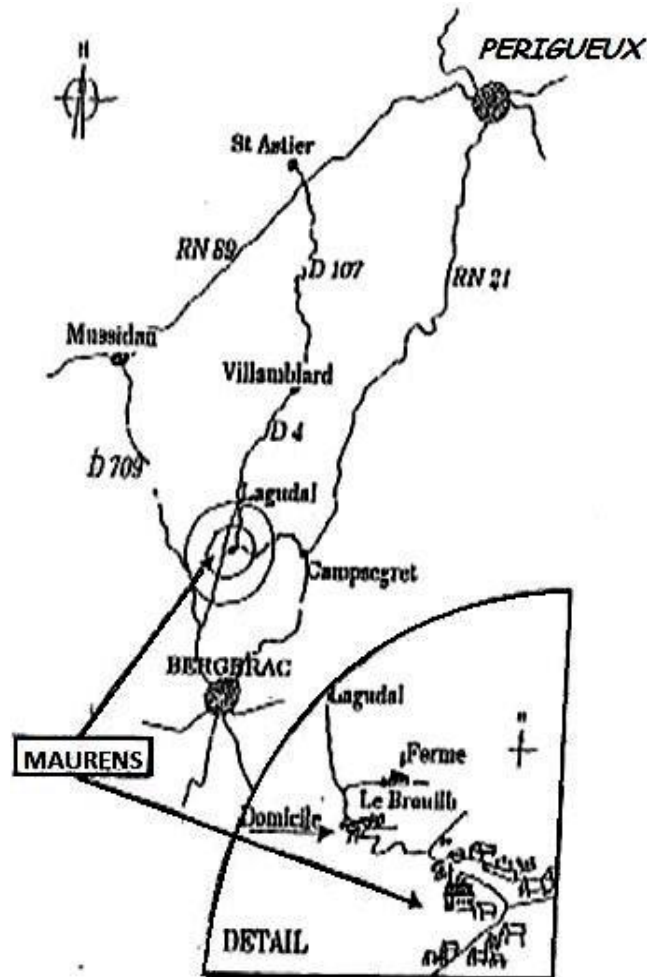 N
PERIGUEUX
St Astier
RN 89
D 107
RN 21
Mussidan
Villamblard
D 4
D 709
Lagudal
Campsegret
BERGERAC
Lagudal
MAURENS
Ferme
Le Brouilh
Domicile
DETAIL